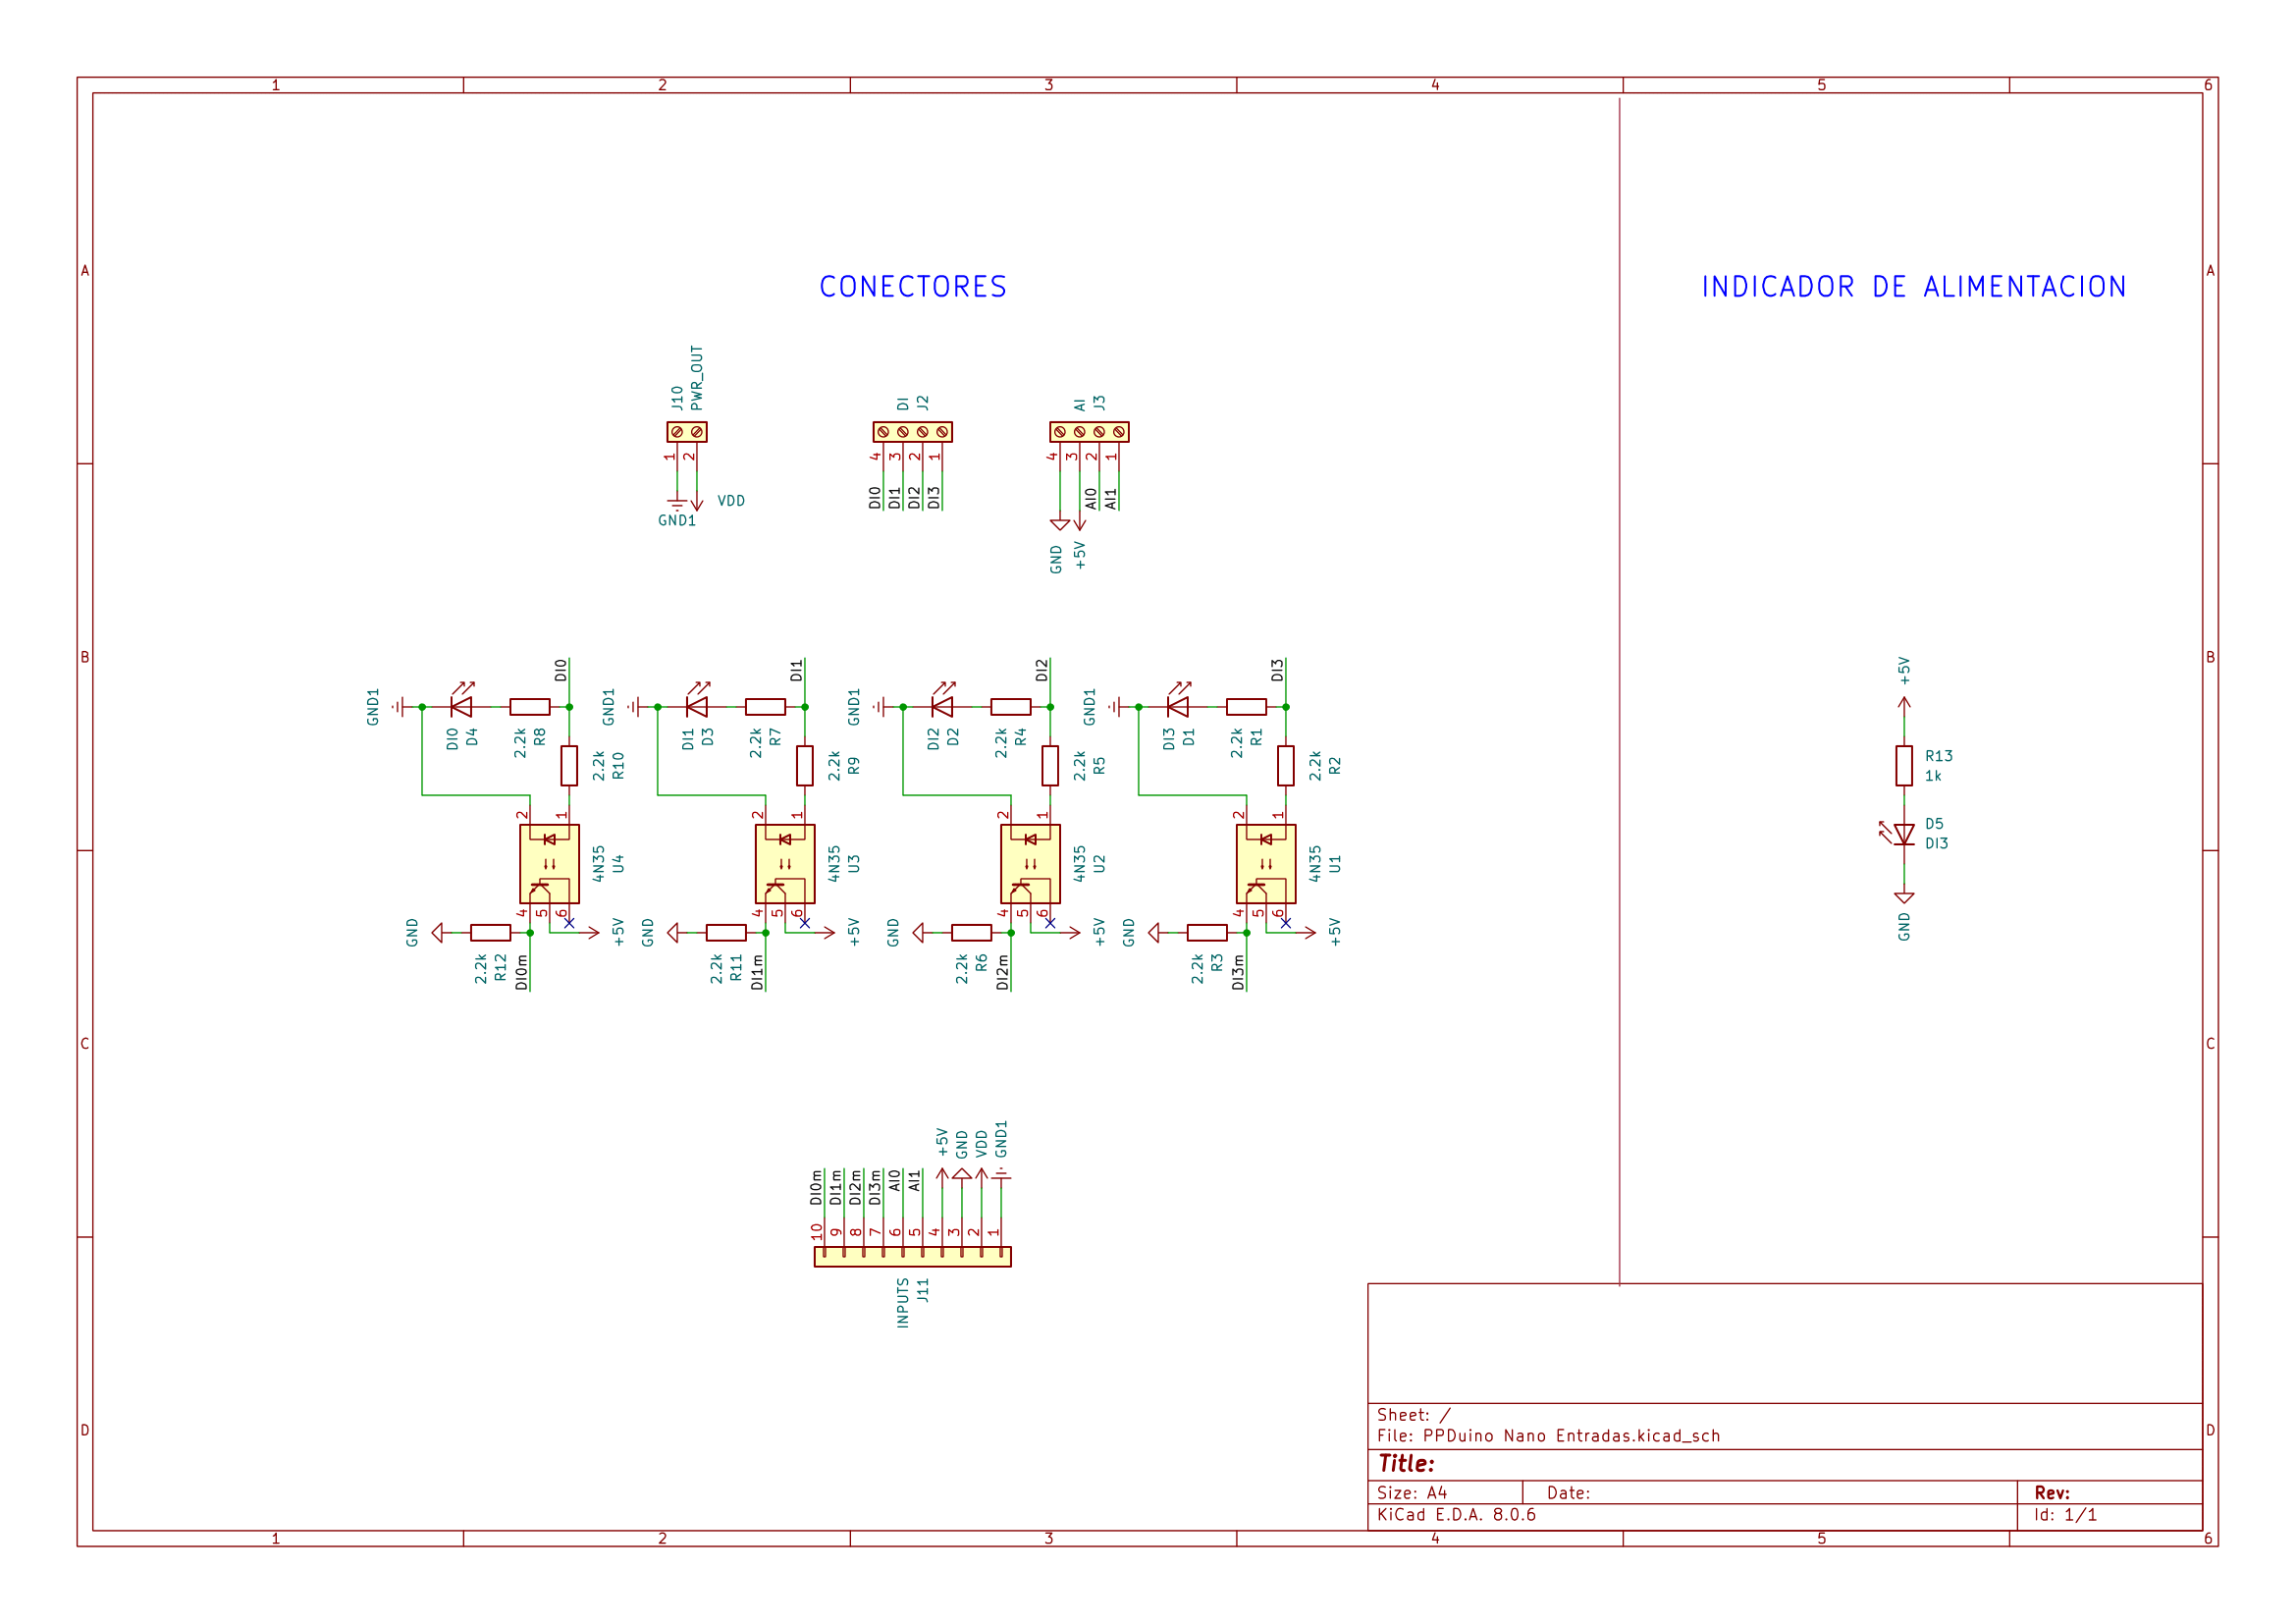 1 2 3 4 5 6
A A
CONECTORES
INDICADOR DE ALIMENTACION
J10
PWR_OUT
DI
J2
AI
J3
1 2
4 3 2 1
4 3 2 1
DI0 DI1 DI2 DI3
AI0 AI1
VDD
GND1
GND
+5V
B B
GND1 DI0 GND1 DI1 GND1 DI2 GND1 DI3
+5V
DI0 D4 2.2k R8 2.2k R10
DI1 D3 2.2k R7 2.2k R9
DI2 D2 2.2k R4 2.2k R5
DI3 D1 2.2k R1 2.2k R2
R13
1k
D5
DI3
GND
2 1 2 1 2 1 2 1
4N35 U4 4N35 U3 4N35 U2 4N35 U1
4 5 6 4 5 6 4 5 6 4 5 6
GND +5V GND +5V GND +5V GND +5V
2.2k R12 DI0m
2.2k R11 DI1m
2.2k R6 DI2m
2.2k R3 DI3m
C C
+5V GND VDD GND1
DI0m DI1m DI2m DI3m AI0 AI1
10 9 8 7 6 5 4 3 2 1
INPUTS
J11
D D
Sheet: /
File: PPDuino Nano Entradas.kicad_sch
Title:
Size: A4 Date: Rev:
KiCad E.D.A. 8.0.6 Id: 1/1
1 2 3 4 5 6